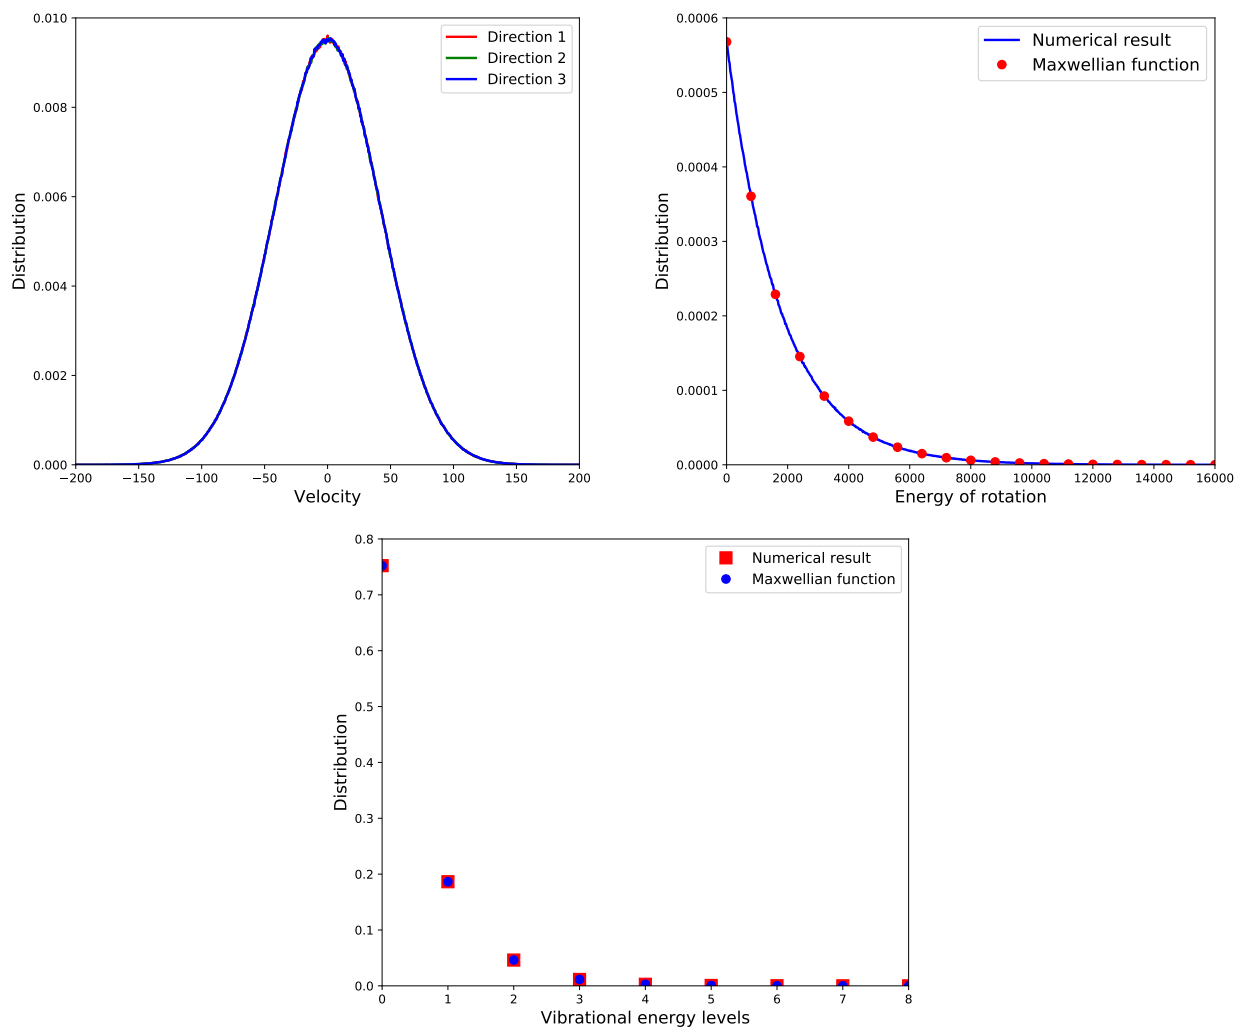 0.010
0.008
0.006
0.004
0.002
0.000
Distribution
−200 −150 −100 −50 0 50 100 150 200
Velocity
Direction 1
Direction 2
Direction 3
0.0006
0.0005
0.0004
0.0003
0.0002
0.0001
0.0000
Distribution
0 2000 4000 6000 8000 10000 12000 14000 16000
Energy of rotation
Numerical result
Maxwellian function
0.8
0.7
0.6
0.5
0.4
0.3
0.2
0.1
0.0
Distribution
0 1 2 3 4 5 6 7 8
Vibrational energy levels
Numerical result
Maxwellian function